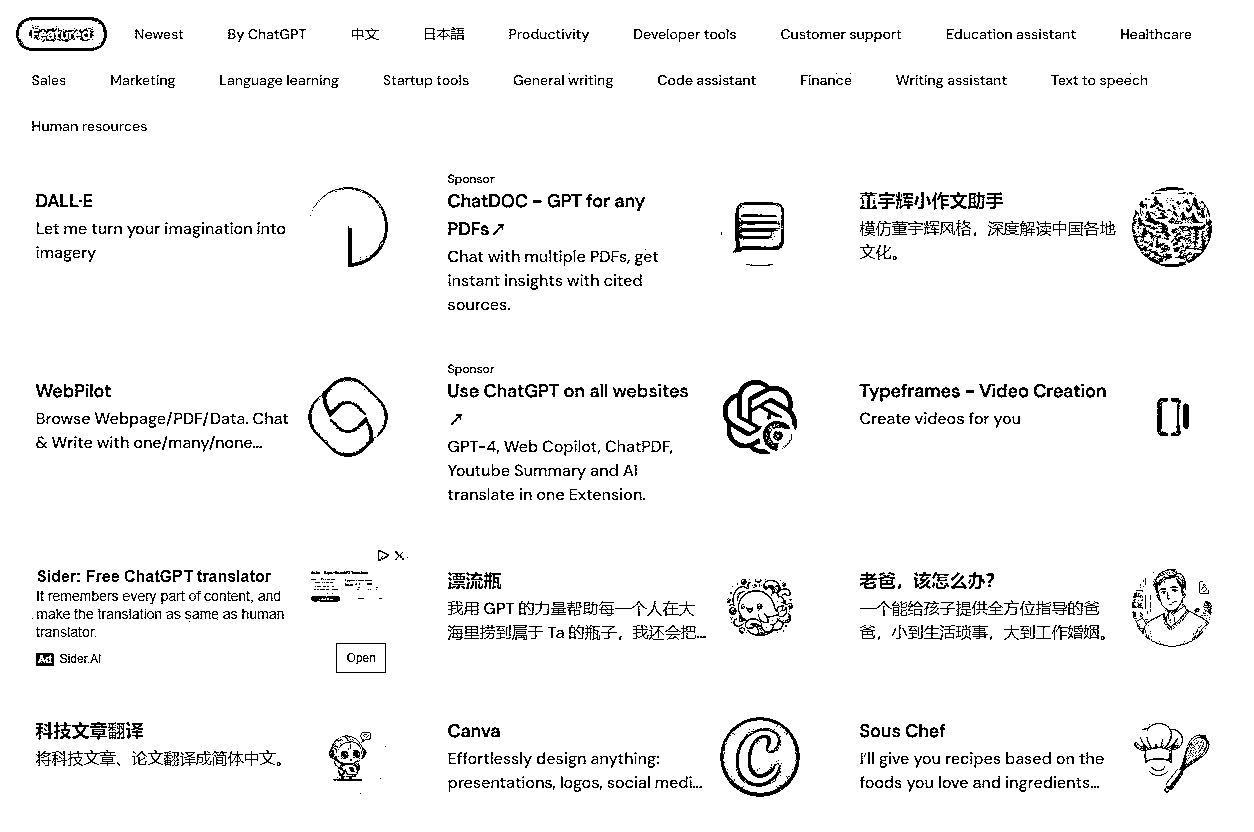 Featured Newest By ChatGPT 中文 日本語 Productivity Developer tools Customer support Education assistant Healthcare
Sales Marketing Language learning Startup tools General writing Code assistant Finance Writing assistant Text to speech
Human resources
DALL·E
Let me turn your imagination into
imagery
Sponsor
ChatDOC - GPT for any
PDFs↗
Chat with multiple PDFs, get
instant insights with cited
sources.
董宇辉小作文助手
模仿董宇辉风格，深度解读中国各地
文化。
WebPilot
Browse Webpage/PDF/Data. Chat
& Write with one/many/none...
Sponsor
Use ChatGPT on all websites
↗
GPT-4, Web Copilot, ChatPDF,
Youtube Summary and AI
translate in one Extension.
Typeframes - Video Creation
Create videos for you
Sider: Free ChatGPT translator
It remembers every part of content, and
make the translation as same as human
translator.
Ad Sider.AI
Open
漂流瓶
我用 GPT 的力量帮助每一个人在大
海里捞到属于 Ta 的瓶子，我还会把...
老爸，该怎么办？
一个能给孩子提供全方位指导的爸
爸，小到生活琐事，大到工作婚姻。
科技文章翻译
将科技文章、论文翻译成简体中文。
Canva
Effortlessly design anything:
presentations, logos, social medi...
Sous Chef
I'll give you recipes based on the
foods you love and ingredients...